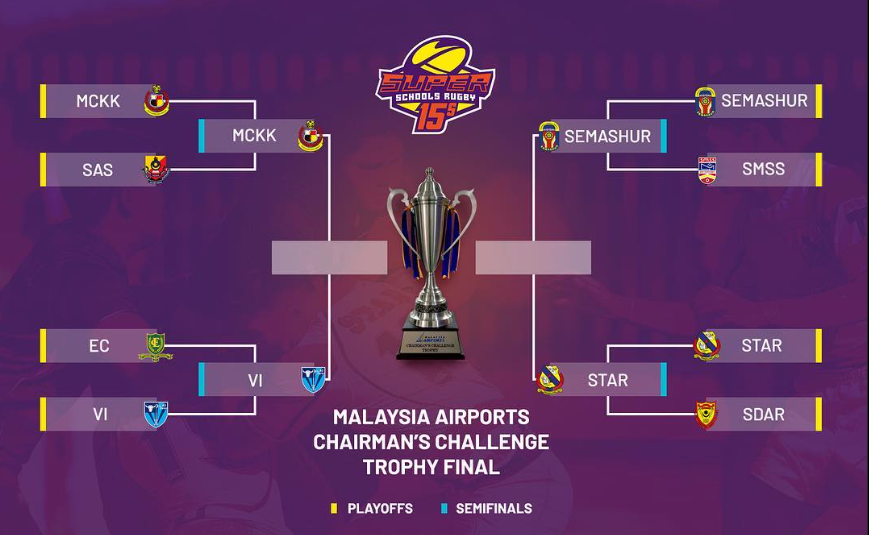 SUPER
SCHOOLS RUGBY
15s
MCKK
SEMASHUR
MCKK
SEMASHUR
SAS
SMSS
EC
STAR
VI
STAR
VI
SDAR
MALAYSIA AIRPORTS
CHAIRMAN'S CHALLENGE
TROPHY FINAL
PLAYOFFS
SEMIFINALS